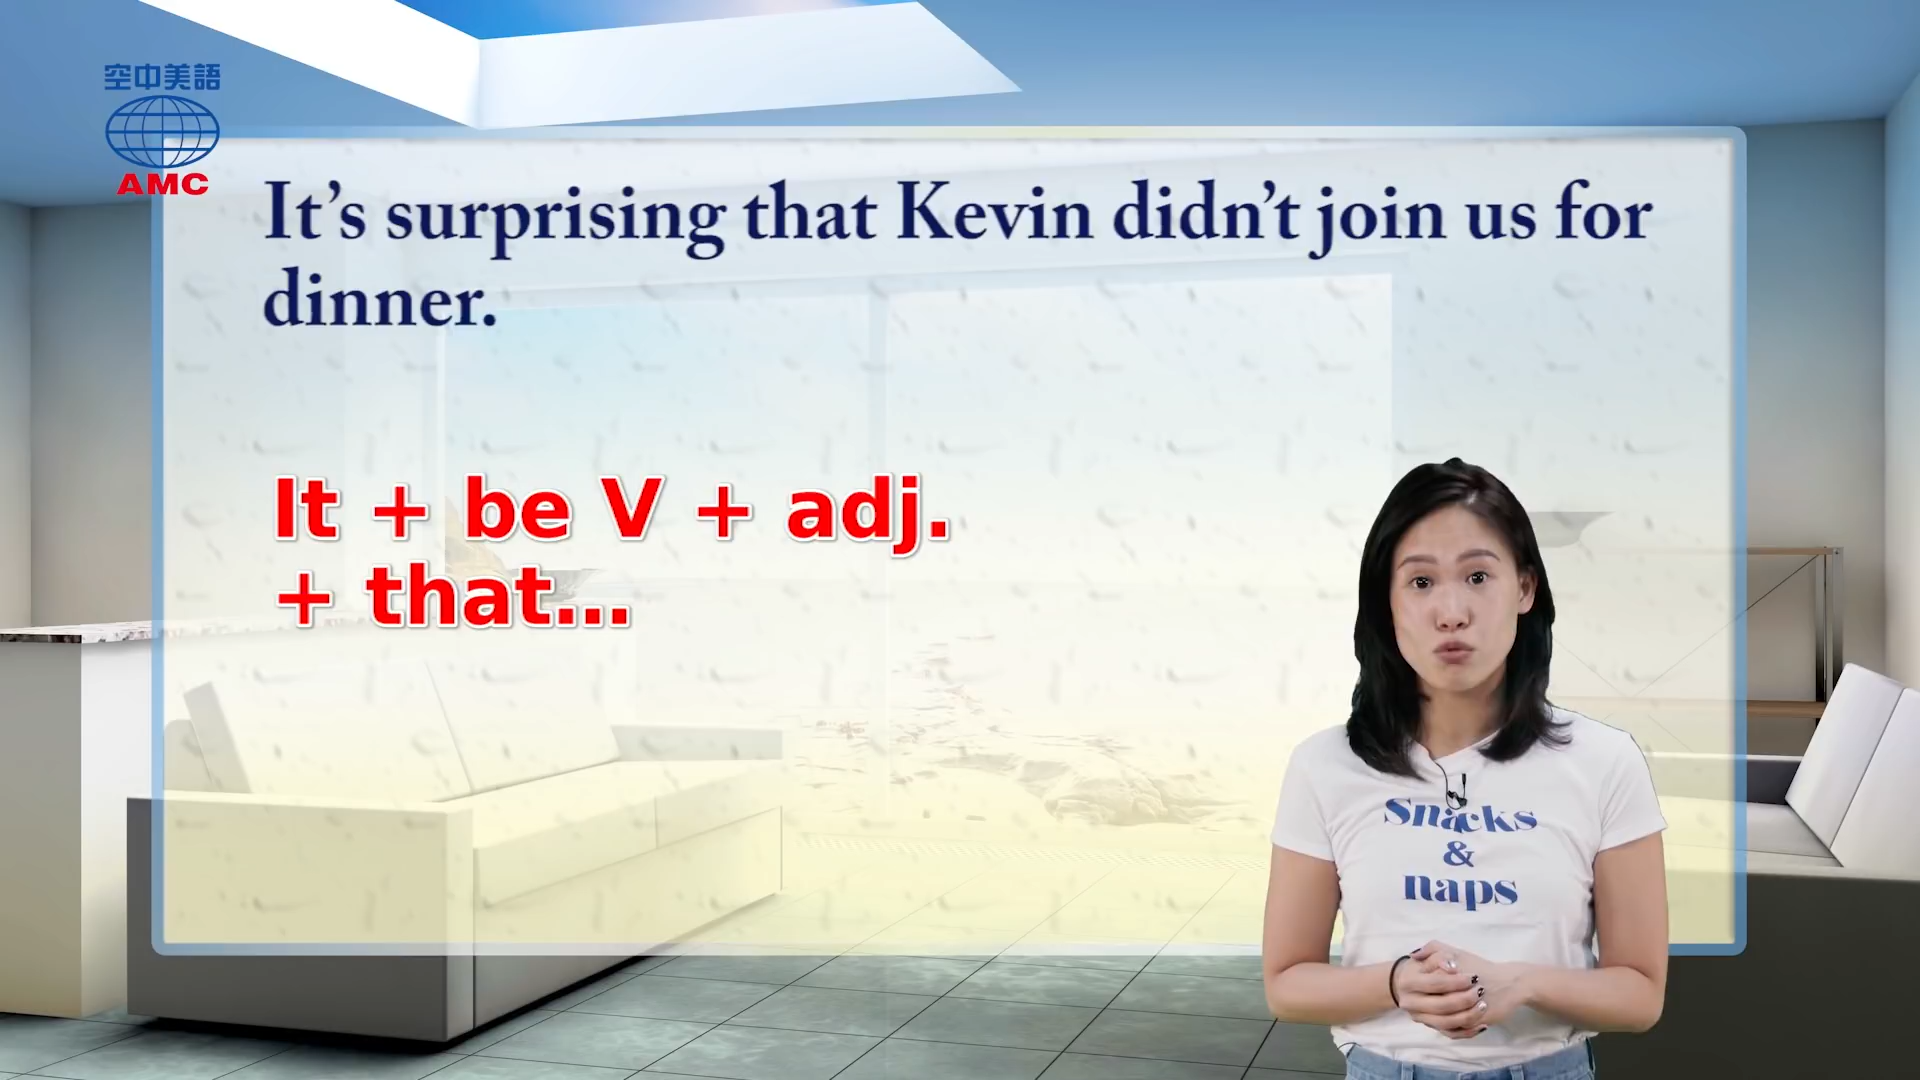 空中美語
AMC
It’s surprising that Kevin didn’t join us for
dinner.
It + be V + adj.
+ that...
Snacks
&
naps